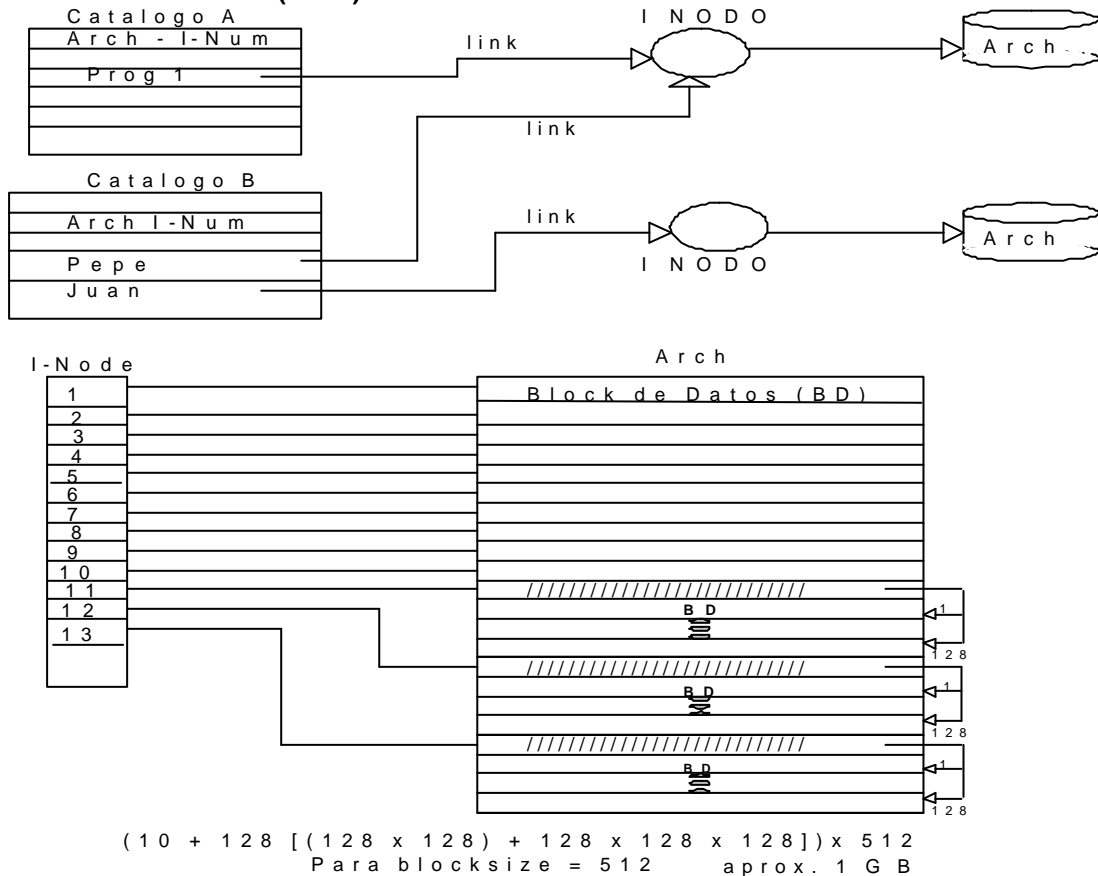 Catalogo A
I NODO
Arch - I-Num
link
Arch
Prog 1
link
Catalogo B
Arch I-Num
link
Arch
Pepe
I NODO
Juan
I-Node
Arch
1
Block de Datos (BD)
2
3
4
5
6
7
8
9
10
11
//////////////////////////
12
BD
1
13
128
//////////////////////////
BD
1
128
//////////////////////////
BD
1
128
(10 + 128 [(128 x 128) + 128 x 128 x 128]) x 512
Para blocksize = 512 aprox. 1 GB